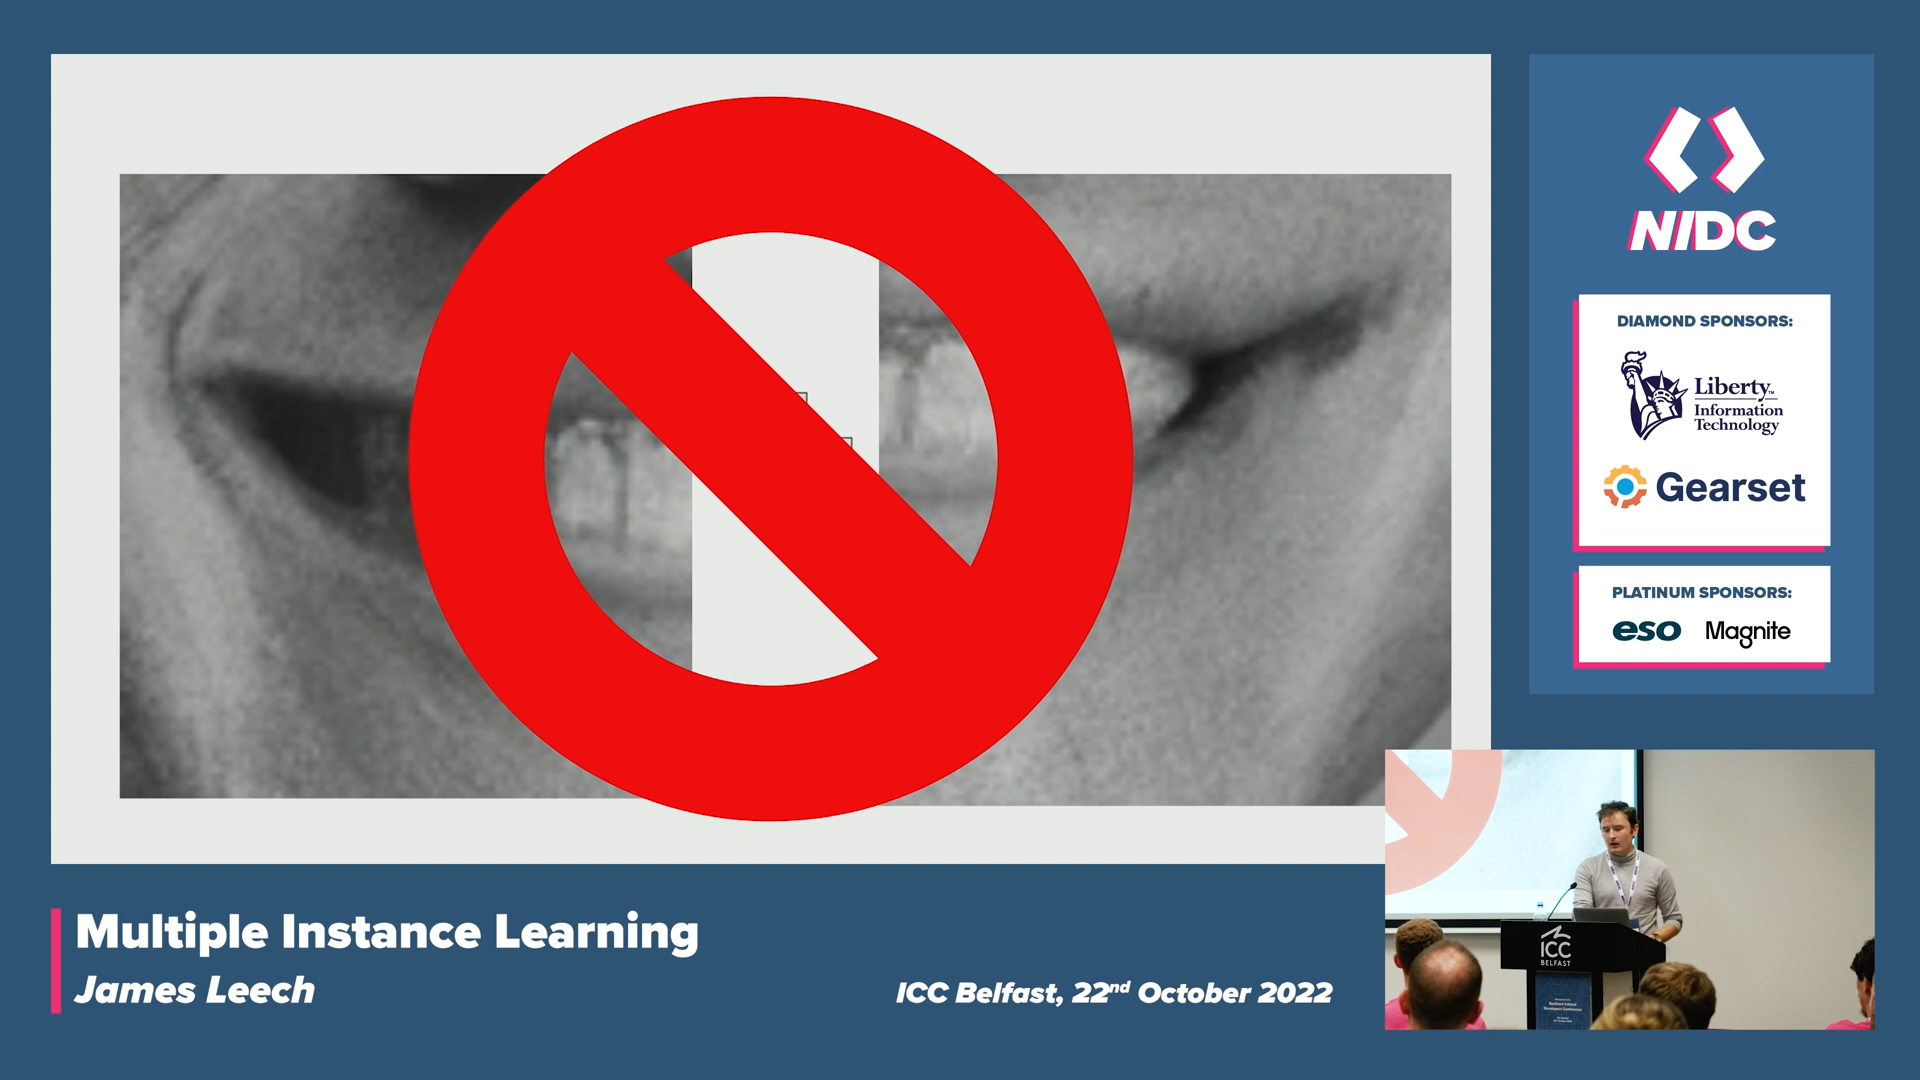 NIDC
DIAMOND SPONSORS:
Liberty™
Information
Technology
Gearset
PLATINUM SPONSORS:
eso Magnite
ICC
BELFAST
Multiple Instance Learning
James Leech
ICC Belfast, 22nd October 2022